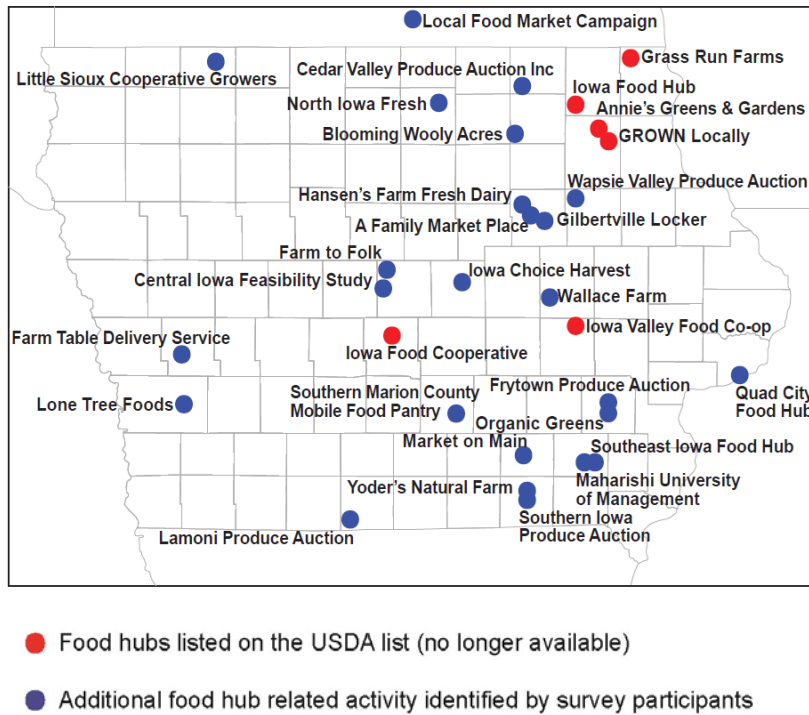 Local Food Market Campaign
Grass Run Farms
Little Sioux Cooperative Growers
Cedar Valley Produce Auction Inc
Iowa Food Hub
North Iowa Fresh
Annie's Greens & Gardens
Blooming Wooly Acres
GROWN Locally
Wapsie Valley Produce Auction
Hansen's Farm Fresh Dairy
A Family Market Place
Gilbertville Locker
Farm to Folk
Central Iowa Feasibility Study
Iowa Choice Harvest
Wallace Farm
Iowa Valley Food Co-op
Farm Table Delivery Service
Iowa Food Cooperative
Lone Tree Foods
Southern Marion County
Mobile Food Pantry
Frytown Produce Auction
Organic Greens
Quad City
Food Hub
Market on Main
Southeast Iowa Food Hub
Maharishi University
of Management
Yoder's Natural Farm
Southern Iowa
Produce Auction
Lamoni Produce Auction
Food hubs listed on the USDA list (no longer available)
Additional food hub related activity identified by survey participants